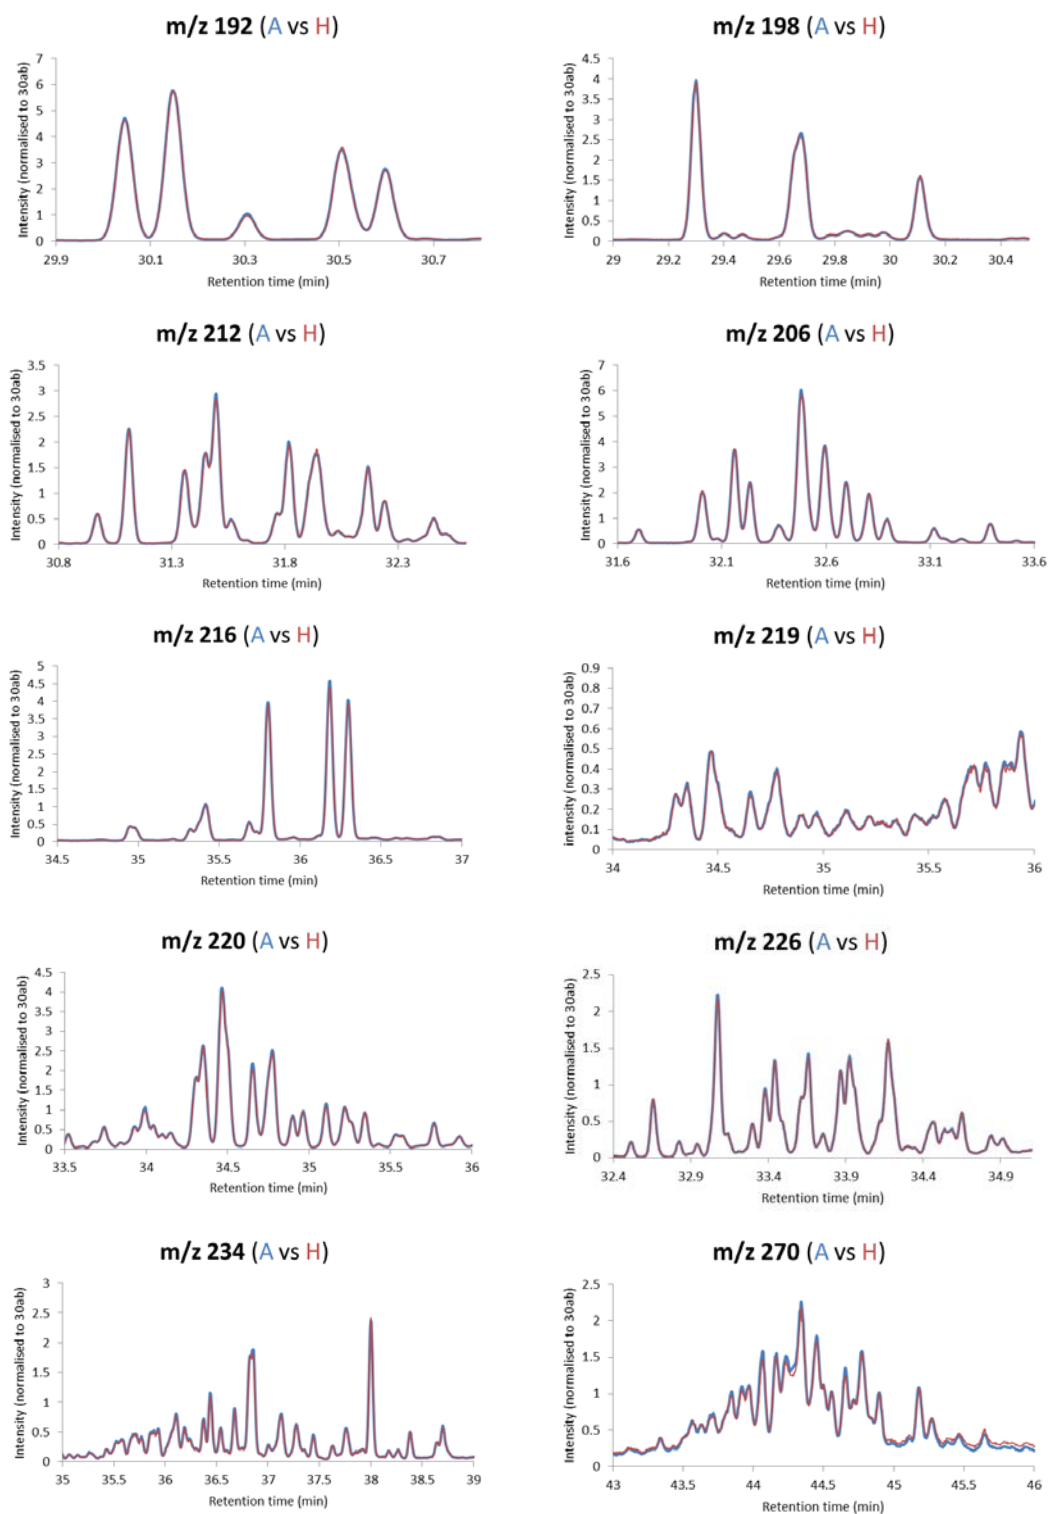 m/z 192 (A vs H)
Intensity (normalised to 30ab)
7
6
5
4
3
2
1
0
29.9 30.1 30.3 30.5 30.7
Retention time (min)
m/z 198 (A vs H)
Intensity (normalised to 30ab)
4.5
4
3.5
3
2.5
2
1.5
1
0.5
0
29 29.2 29.4 29.6 29.8 30 30.2 30.4
Retention time (min)
m/z 212 (A vs H)
Intensity (normalised to 30ab)
3.5
3
2.5
2
1.5
1
0.5
0
30.8 31.3 31.8 32.3
Retention time (min)
m/z 206 (A vs H)
Intensity (normalised to 30ab)
7
6
5
4
3
2
1
0
31.6 32.1 32.6 33.1 33.6
Retention time (min)
m/z 216 (A vs H)
Intensity (normalised to 30ab)
5
4.5
4
3.5
3
2.5
2
1.5
1
0.5
0
34.5 35 35.5 36 36.5 37
Retention time (min)
m/z 219 (A vs H)
intensity (normalised to 30ab)
0.9
0.8
0.7
0.6
0.5
0.4
0.3
0.2
0.1
0
34 34.5 35 35.5 36
Retention time (min)
m/z 220 (A vs H)
Intensity (normalised to 30ab)
4.5
4
3.5
3
2.5
2
1.5
1
0.5
0
33.5 34 34.5 35 35.5 36
Retention time (min)
m/z 226 (A vs H)
Intensity (normalised to 30ab)
2.5
2
1.5
1
0.5
0
32.4 32.9 33.4 33.9 34.4 34.9
Retention time (min)
m/z 234 (A vs H)
Intensity (normalised to 30ab)
3
2.5
2
1.5
1
0.5
0
35 35.5 36 36.5 37 37.5 38 38.5 39
Retention time (min)
m/z 270 (A vs H)
Intensity (normalised to 30ab)
2.5
2
1.5
1
0.5
0
43 43.5 44 44.5 45 45.5 46
Retention time (min)